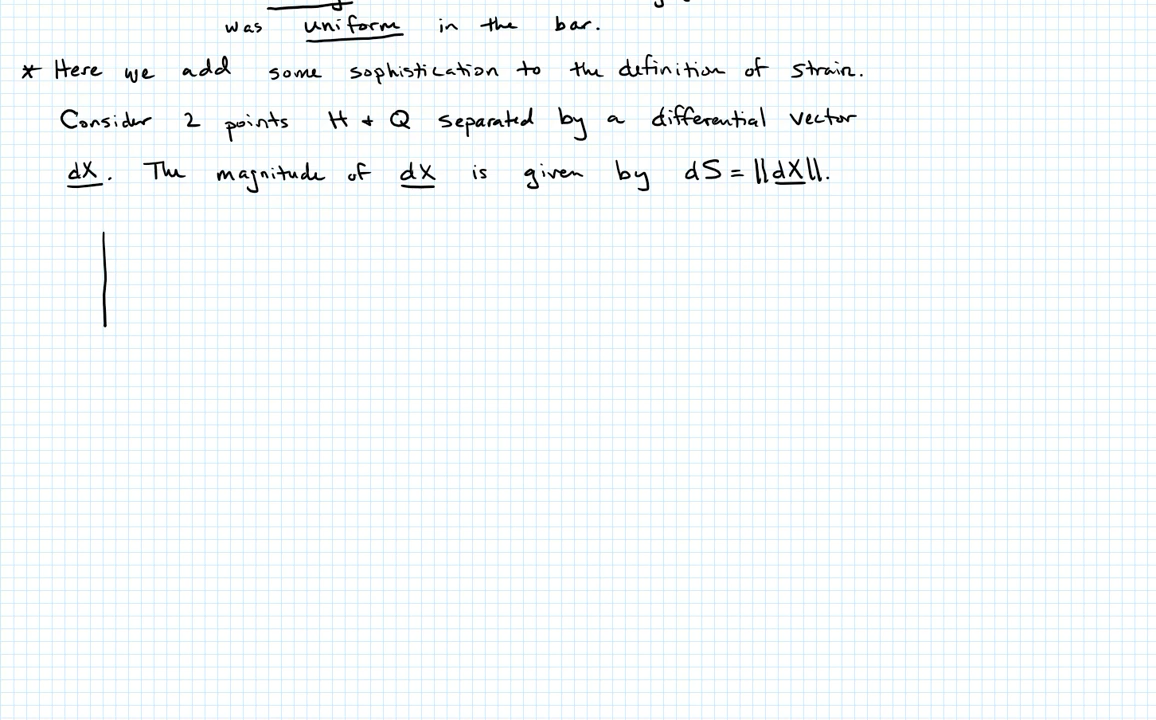 was uniform in the bar.
* Here we add some sophistication to the definition of strain.
Consider 2 points H + Q separated by a differential vector
dX. The magnitude of dX is given by dS = ||dX||.